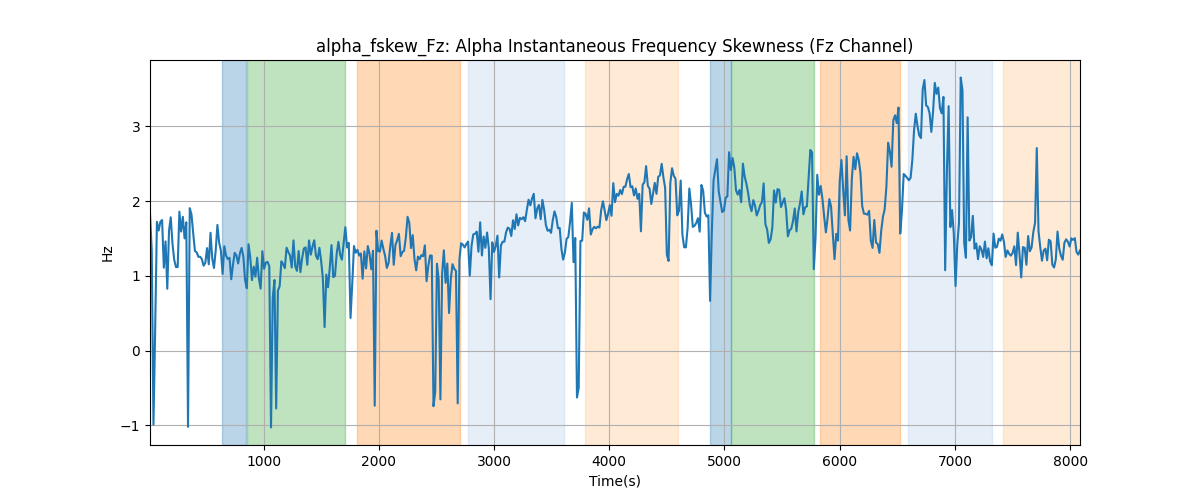 alpha_fskew_Fz: Alpha Instantaneous Frequency Skewness (Fz Channel)
Hz
3
2
1
0
−1
1000 2000 3000 4000 5000 6000 7000 8000
Time(s)